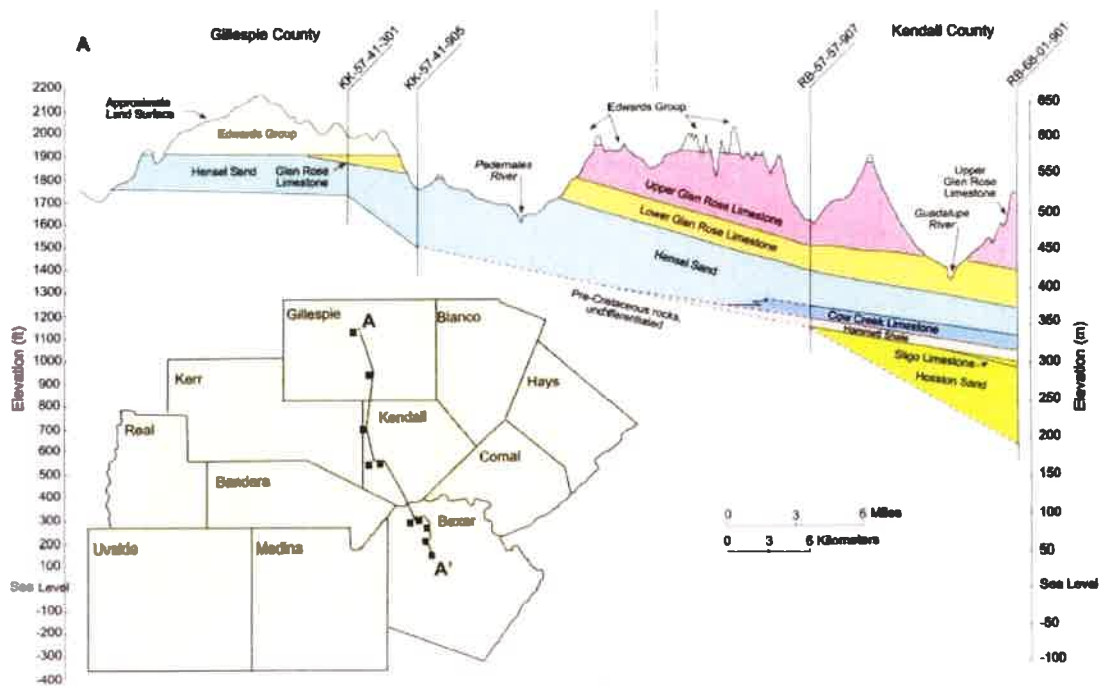 A
Gillespie County
Kendall County
KK-57-41-301
KK-57-41-905
RB-57-57-907
RB-68-01-901
2200
2100
2000
1900
1800
1700
1600
1500
1400
1300
1200
1100
1000
900
800
700
600
500
400
300
200
100
Sea Level
-100
-200
-300
-400
Elevation (ft)
Approximate
Land Surface
Edwards Group
Hensel Sand
Glen Rose
Limestone
Pedernales
River
Edwards Group
Upper Glen Rose Limestone
Lower Glen Rose Limestone
Hensel Sand
Pre-Cretaceous rocks,
undifferentiated
Upper
Glen Rose
Limestone
Guadalupe
River
Cow Creek Limestone
Hammett Shale
Sligo Limestone
Hosston Sand
650
600
550
500
450
400
350
300
250
200
150
100
50
Sea Level
-50
-100
Elevation (m)
Gillespie
A
Blanco
Kerr
Hays
Kendall
Real
Comal
Bandera
Bexar
Uvalde
Medina
A'
0 3 6 Miles
0 3 6 Kilometers